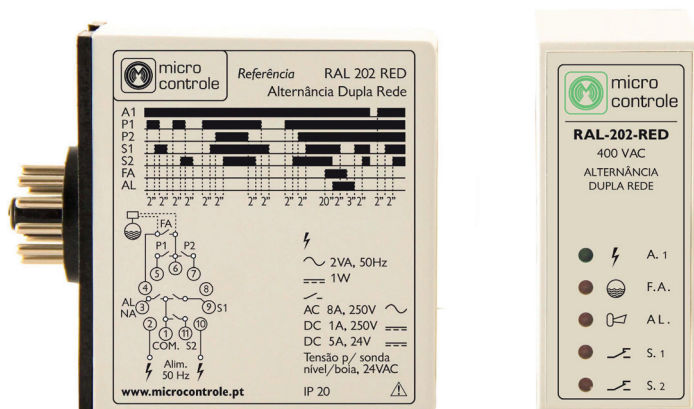 micro
controle
Referência RAL 202 RED
Alternância Dupla Rede
A1
P1
P2
S1
S2
FA
AL
2" 2" 2" 2" 2" 2" 2" 2" 2" 2" 20" 2" 3" 2" 2"
FA
P1 P2
5 6 7
4 8
AL
NA 3 9 S1
2 10
1 11
COM. S2
Alim.
50 Hz
2VA, 50Hz
1W
AC 8A, 250V
DC 1A, 250V
DC 5A, 24V
Tensão p/ sonda
nível/boia, 24VAC
www.microcontrole.pt IP 20
micro
controle
RAL-202-RED
400 VAC
ALTERNÂNCIA
DUPLA REDE
A. 1
F.A.
AL.
S. 1
S. 2